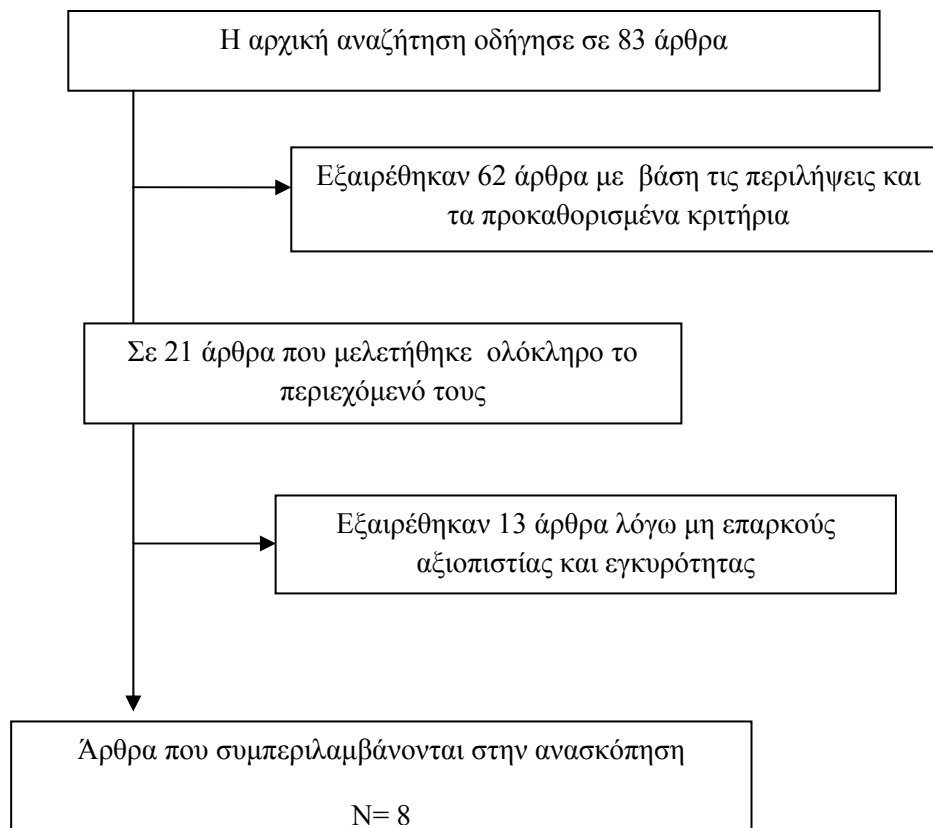 Η αρχική αναζήτηση οδήγησε σε 83 άρθρα
Εξαιρέθηκαν 62 άρθρα με βάση τις περιλήψεις και
τα προκαθορισμένα κριτήρια
Σε 21 άρθρα που μελετήθηκε ολόκληρο το
περιεχόμενό τους
Εξαιρέθηκαν 13 άρθρα λόγω μη επαρκούς
αξιοπιστίας και εγκυρότητας
Άρθρα που συμπεριλαμβάνονται στην ανασκόπηση
Ν= 8